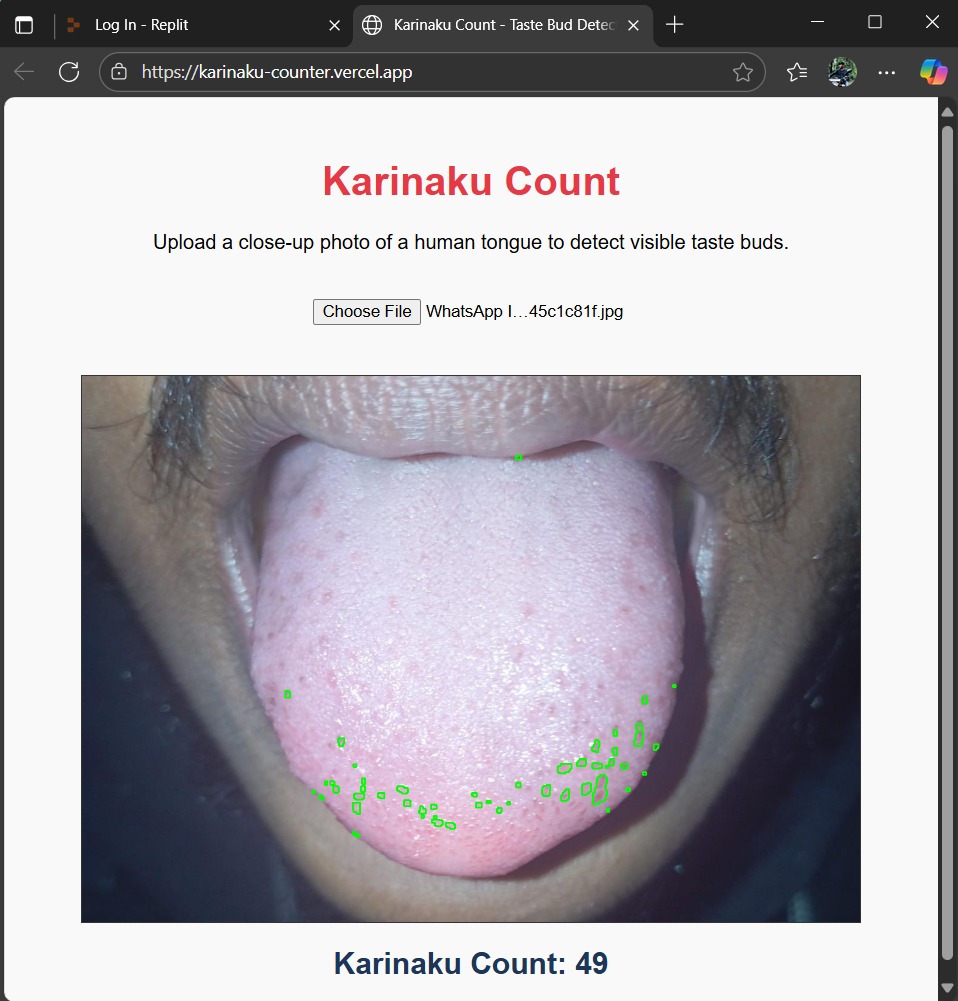 Log In - Replit
Karinaku Count - Taste Bud Detec
https://karinaku-counter.vercel.app
Karinaku Count
Upload a close-up photo of a human tongue to detect visible taste buds.
Choose File WhatsApp I...45c1c81f.jpg
Karinaku Count: 49